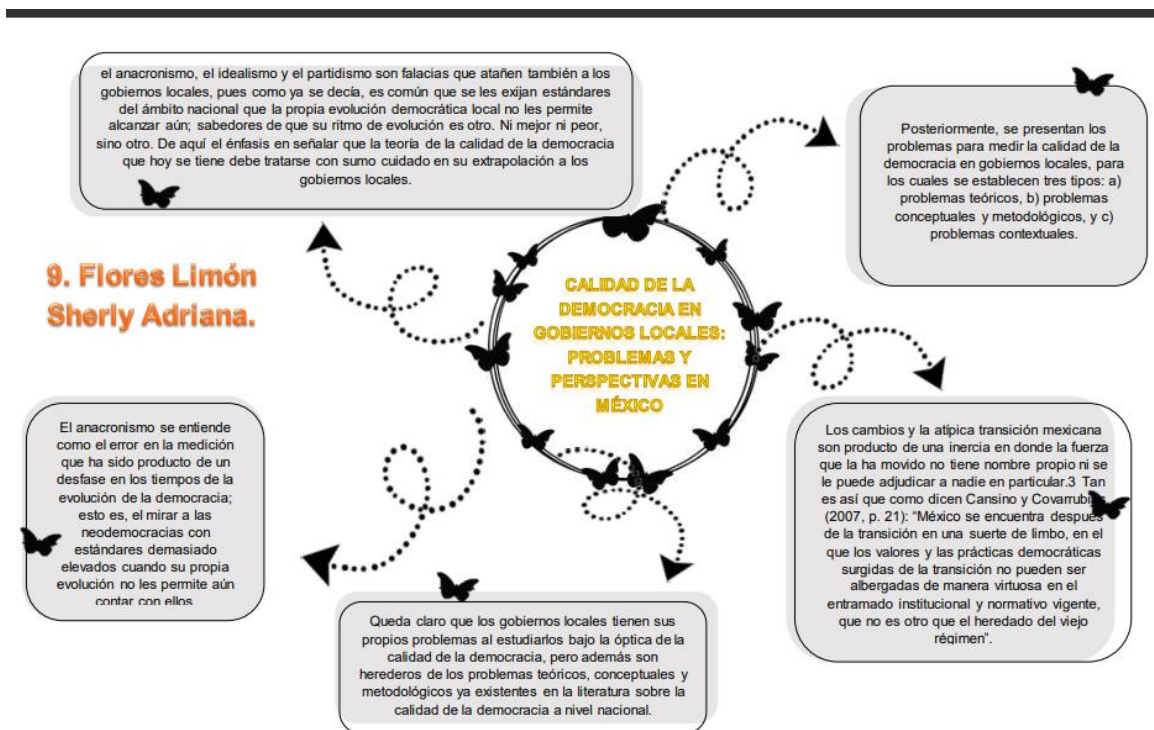 el anacronismo, el idealismo y el partidismo son falacias que atañen también a los
gobiernos locales, pues como ya se decía, es común que se les exijan estándares
del ámbito nacional que la propia evolución democrática local no les permite
alcanzar aún; sabedores de que su ritmo de evolución es otro. Ni mejor ni peor,
sino otro. De aquí el énfasis en señalar que la teoría de la calidad de la democracia
que hoy se tiene debe tratarse con sumo cuidado en su extrapolación a los
gobiernos locales.
Posteriormente, se presentan los
problemas para medir la calidad de la
democracia en gobiernos locales, para
los cuales se establecen tres tipos: a)
problemas teóricos, b) problemas
conceptuales y metodológicos, y c)
problemas contextuales.
9. Flores Limón
Sherly Adriana.
CALIDAD DE LA
DEMOCRACIA EN
GOBIERNOS LOCALES:
PROBLEMAS Y
PERSPECTIVAS EN
MÉXICO
El anacronismo se entiende
como el error en la medición
que ha sido producto de un
desfase en los tiempos de la
evolución de la democracia;
esto es, el mirar a las
neodemocracias con
estándares demasiado
elevados cuando su propia
evolución no les permite aún
contar con ellos
Los cambios y la atípica transición mexicana
son producto de una inercia en donde la fuerza
que la ha movido no tiene nombre propio ni se
le puede adjudicar a nadie en particular.3 Tan
es así que como dicen Cansino y Covarrubias
(2007, p. 21): "México se encuentra después
de la transición en una suerte de limbo, en el
que los valores y las prácticas democráticas
surgidas de la transición no pueden ser
albergadas de manera virtuosa en el
entramado institucional y normativo vigente,
que no es otro que el heredado del viejo
régimen".
Queda claro que los gobiernos locales tienen sus
propios problemas al estudiarlos bajo la óptica de la
calidad de la democracia, pero además son
herederos de los problemas teóricos, conceptuales y
metodológicos ya existentes en la literatura sobre la
calidad de la democracia a nivel nacional.